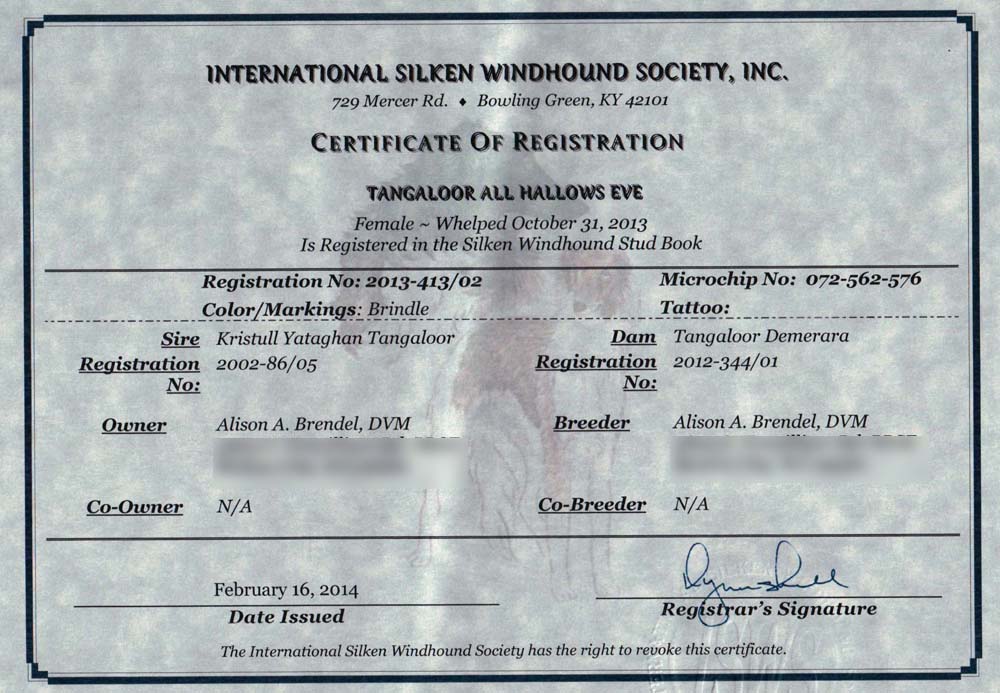 INTERNATIONAL SILKEN WINDHOUND SOCIETY, INC.
729 Mercer Rd. ♦ Bowling Green, KY 42101
CERTIFICATE OF REGISTRATION
TANGALOOR ALL HALLOWS EVE
Female ~ Whelped October 31, 2013
Is Registered in the Silken Windhound Stud Book
Registration No: 2013-413/02 Microchip No: 072-562-576
Color/Markings: Brindle Tattoo:
Sire Kristull Yataghan Tangaloor Dam Tangaloor Demerara
Registration 2002-86/05 Registration 2012-344/01
No: No:
Owner Alison A. Brendel, DVM Breeder Alison A. Brendel, DVM
Co-Owner N/A Co-Breeder N/A
February 16, 2014
Date Issued Registrar's Signature
The International Silken Windhound Society has the right to revoke this certificate.